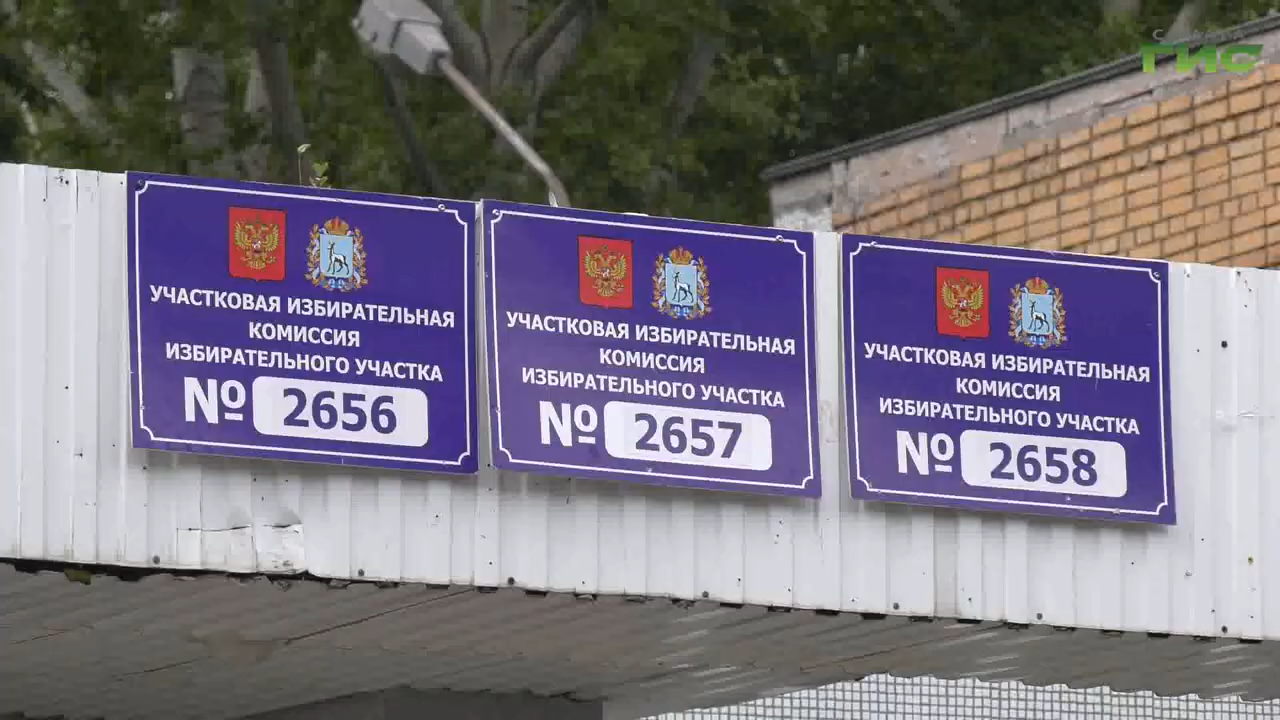 САМАРА
ГИС
УЧАСТКОВАЯ ИЗБИРАТЕЛЬНАЯ
КОМИССИЯ
ИЗБИРАТЕЛЬНОГО УЧАСТКА
№ 2656
УЧАСТКОВАЯ ИЗБИРАТЕЛЬНАЯ
КОМИССИЯ
ИЗБИРАТЕЛЬНОГО УЧАСТКА
№ 2657
УЧАСТКОВАЯ ИЗБИРАТЕЛЬНАЯ
КОМИССИЯ
ИЗБИРАТЕЛЬНОГО УЧАСТКА
№ 2658